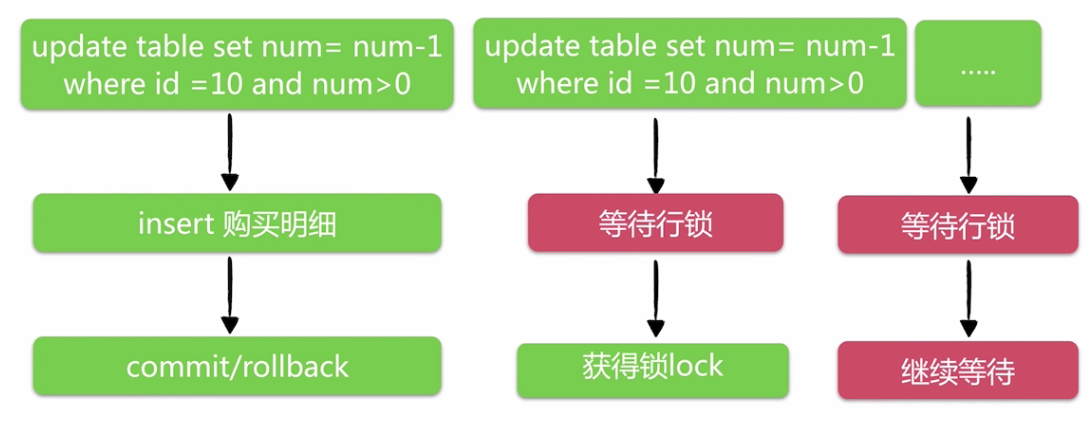 update table set num= num-1
where id =10 and num>0
update table set num= num-1
where id =10 and num>0
.....
insert 购买明细
等待行锁
等待行锁
commit/rollback
获得锁lock
继续等待